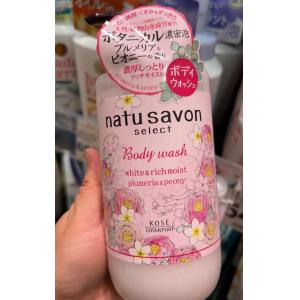 ボタニカル濃密泡
プルメリア&
ピオニーの香り
濃厚しっとり
リッチモイスト
plumeria & peony
ボディ
ウォッシュ
natu savon
select
Body wash
white & rich moist
plumeria & peony
KOSÉ
COSMEPORT